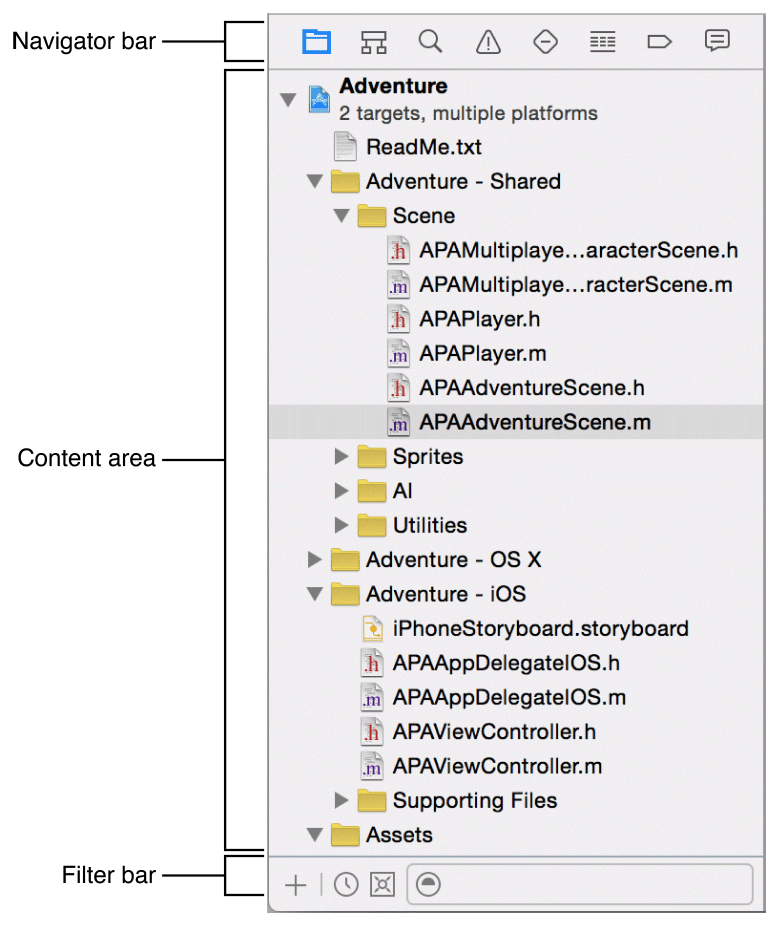 Navigator bar
Adventure
2 targets, multiple platforms
ReadMe.txt
Adventure - Shared
Scene
.h APAMultiplaye...aracterScene.h
.m APAMultiplaye...racterScene.m
.h APAPlayer.h
.m APAPlayer.m
.h APAAdventureScene.h
.m APAAdventureScene.m
Content area
Sprites
AI
Utilities
Adventure - OS X
Adventure - iOS
iPhoneStoryboard.storyboard
.h APAAppDelegateIOS.h
.m APAAppDelegateIOS.m
.h APAViewController.h
.m APAViewController.m
Supporting Files
Assets
Filter bar